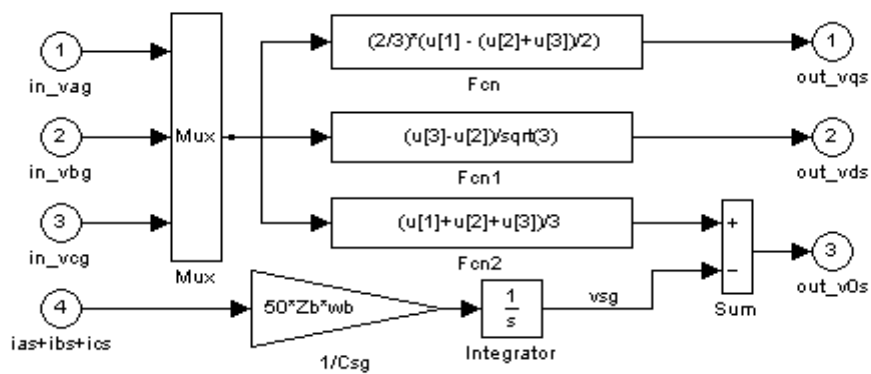 1
in_vag
2
in_vbg
3
in_vcg
4
ias+ibs+ics
Mux
Mux
(2/3)*(u[1] - (u[2]+u[3])/2)
Fcn
(u[3]-u[2])/sqrt(3)
Fcn1
(u[1]+u[2]+u[3])/3
Fcn2
50*Zb*wb
1/Csg
1
s
Integrator
vsg
+
−
Sum
1
out_vqs
2
out_vds
3
out_v0s